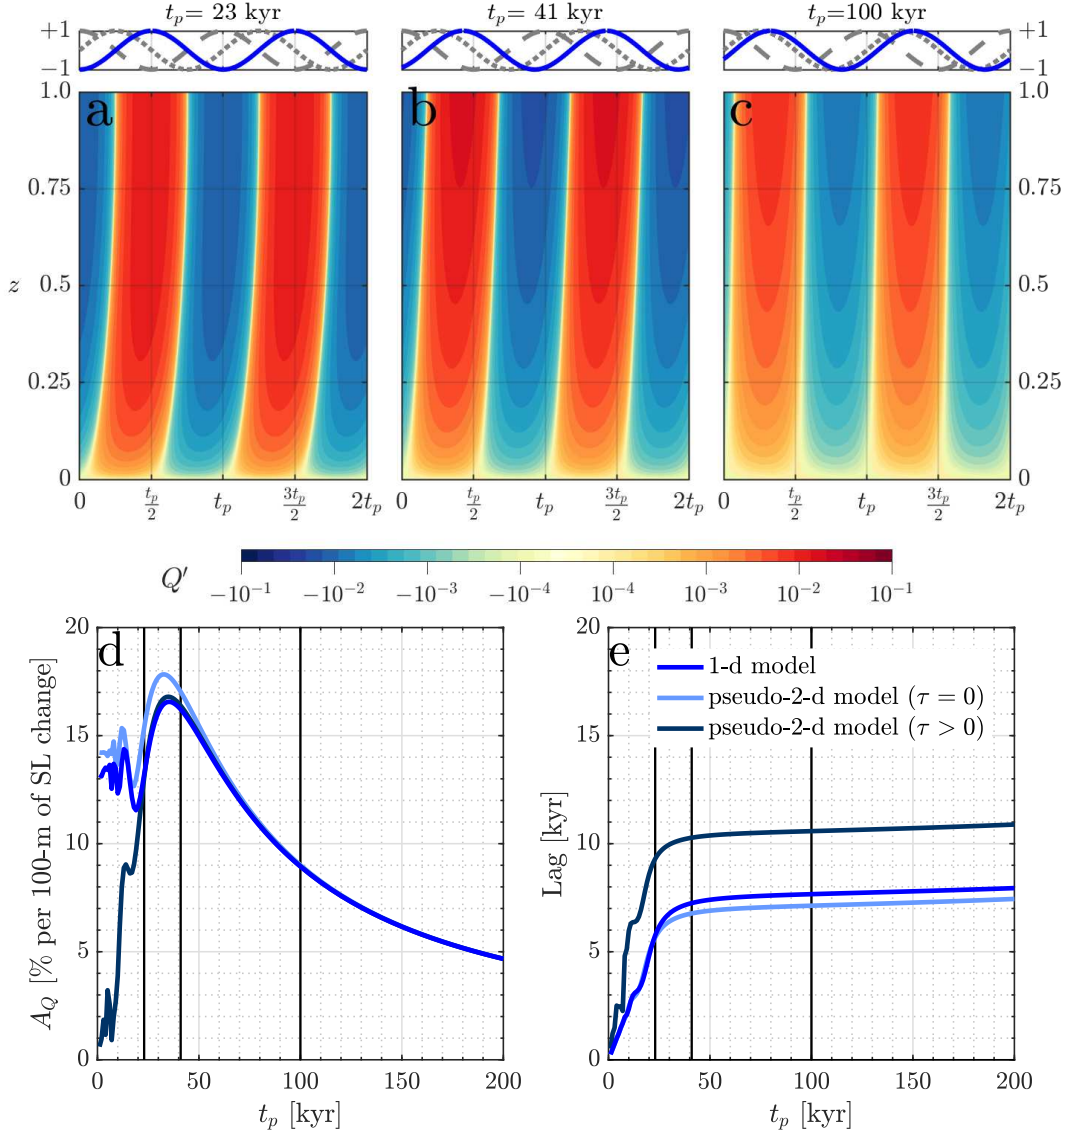 t_p= 23 kyr t_p= 41 kyr t_p=100 kyr
+1 +1
−1 −1
1.0 a b c 1.0
0.75 0.75
z 0.5 0.5
0.25 0.25
0 0
0 t_p/2 t_p 3t_p/2 2t_p 0 t_p/2 t_p 3t_p/2 2t_p 0 t_p/2 t_p 3t_p/2 2t_p
Q′ −10⁻¹ −10⁻² −10⁻³ −10⁻⁴ 10⁻⁴ 10⁻³ 10⁻² 10⁻¹
d
A_Q [% per 100-m of SL change]
20
15
10
5
0
0 50 100 150 200
t_p [kyr]
e
1-d model
pseudo-2-d model (τ = 0)
pseudo-2-d model (τ > 0)
Lag [kyr]
20
15
10
5
0
0 50 100 150 200
t_p [kyr]